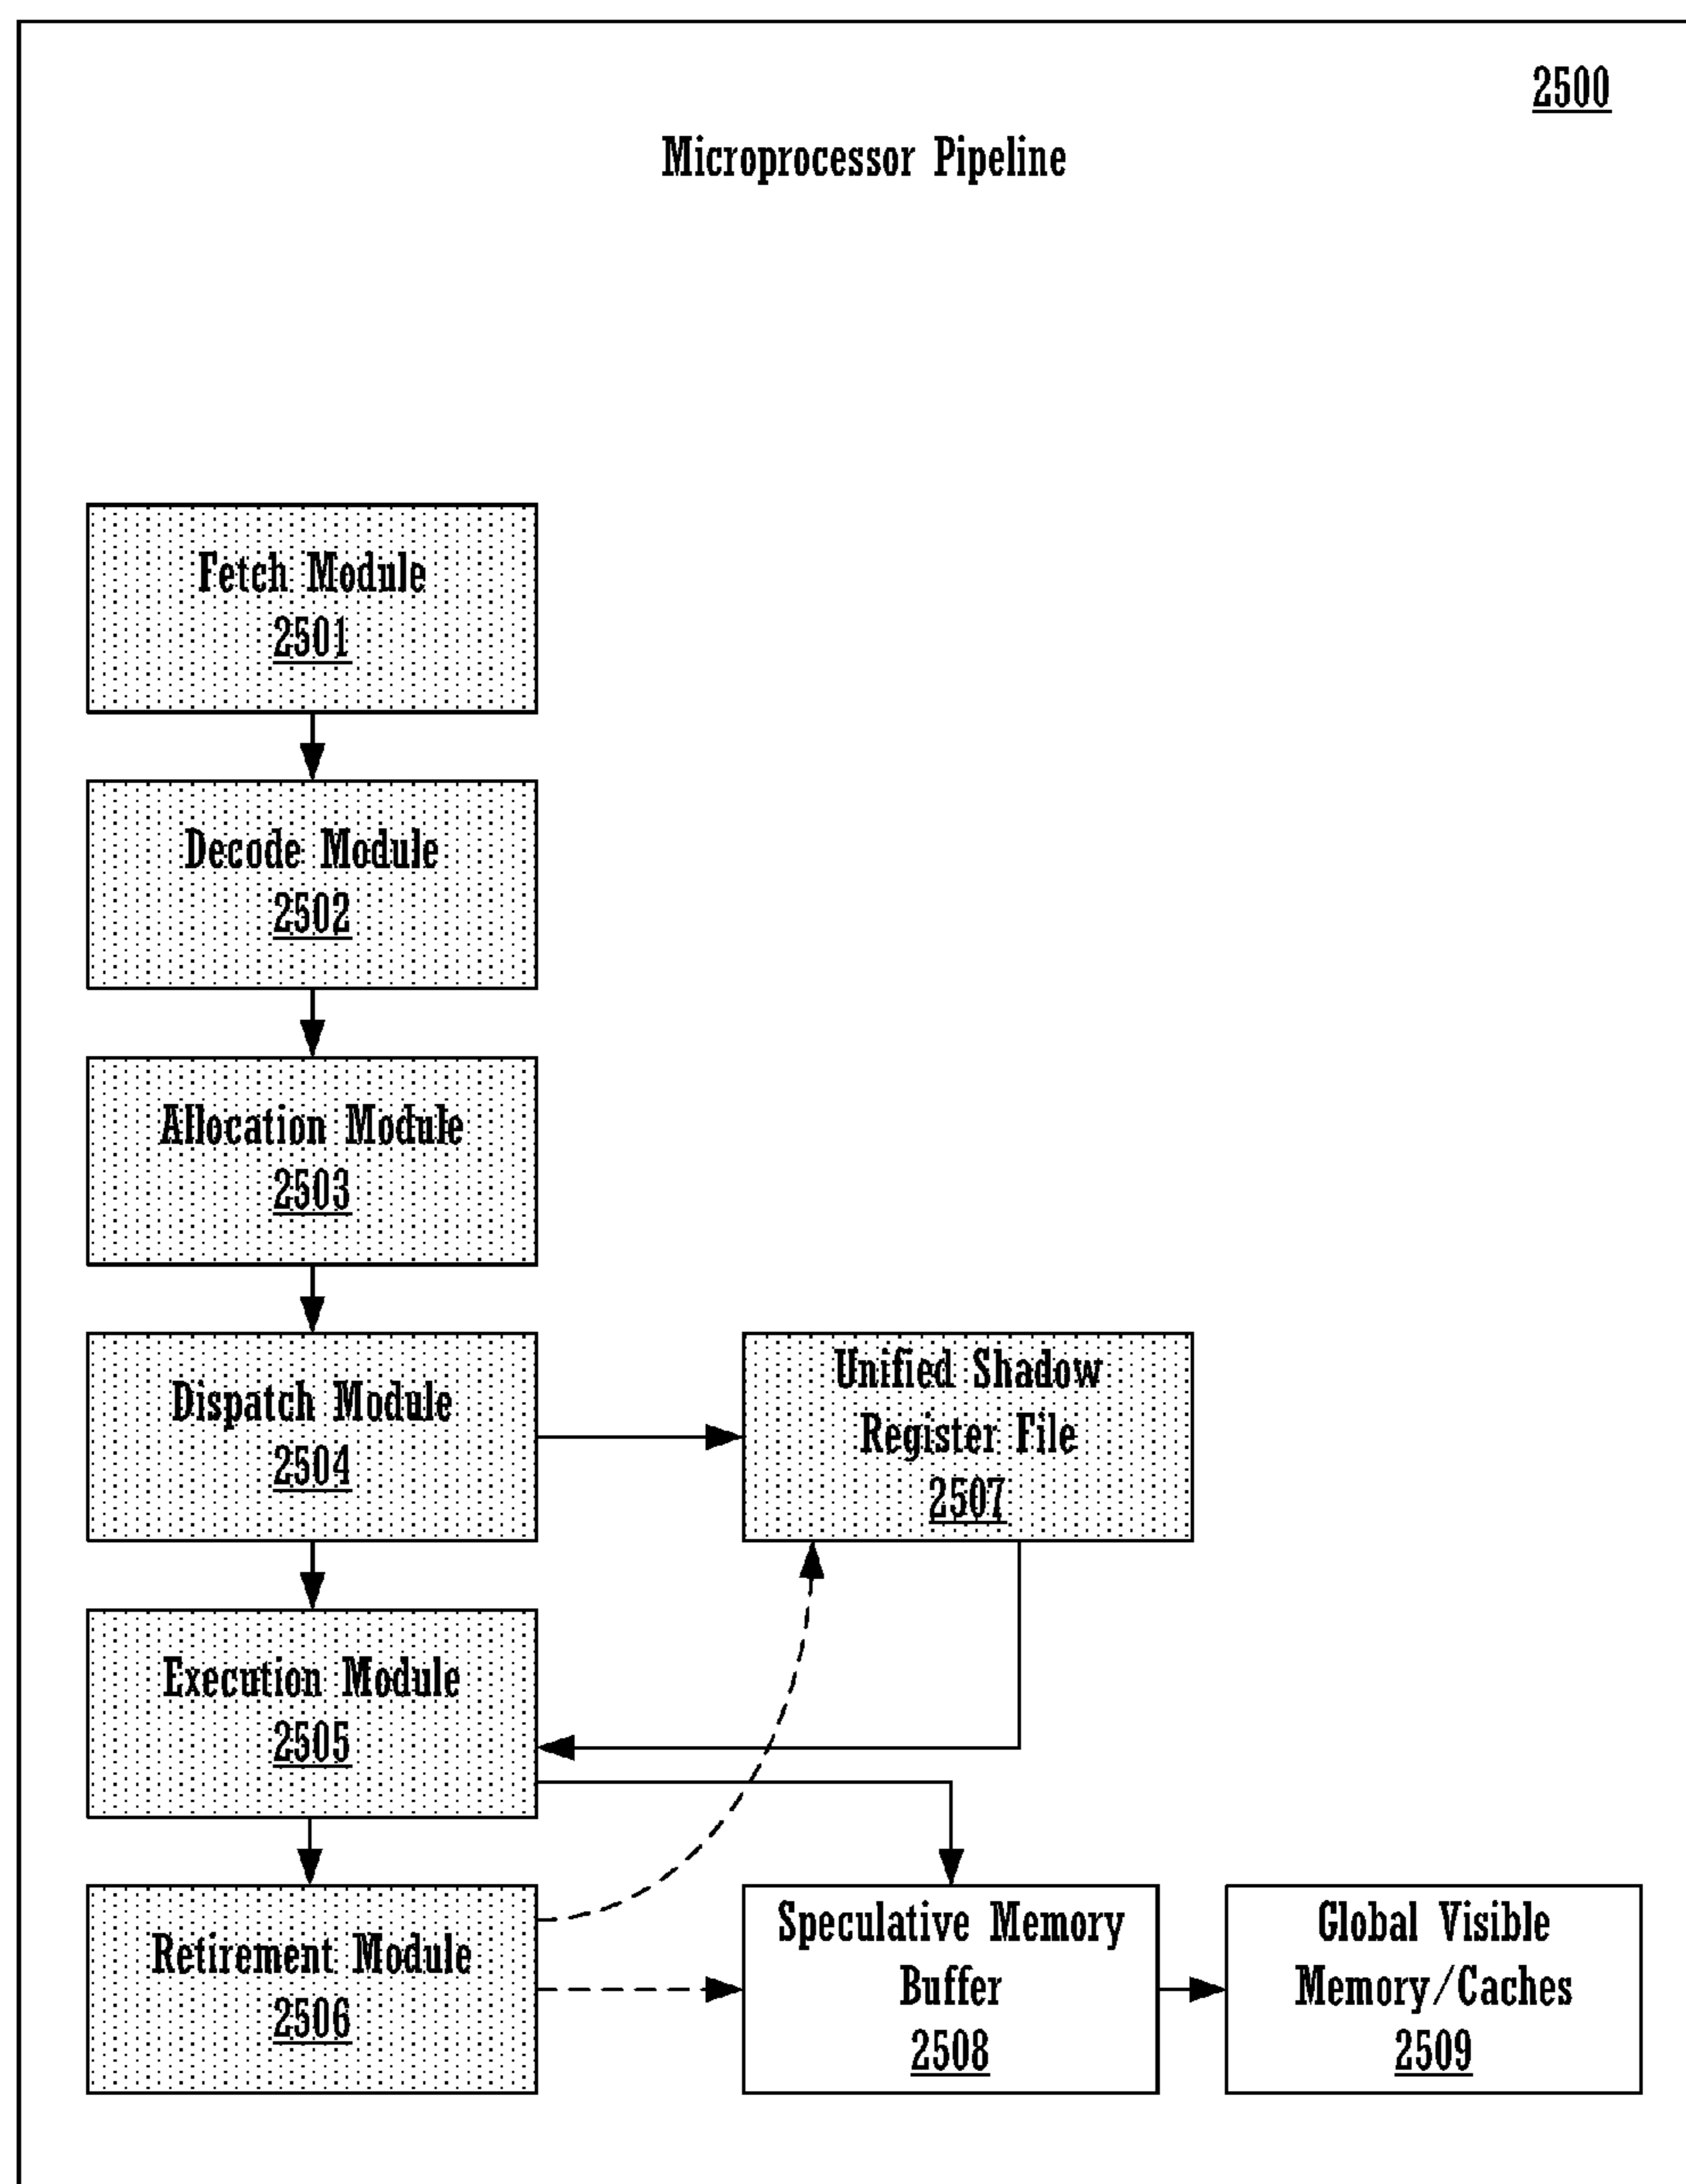 2500
Microprocessor Pipeline
Fetch Module
2501
Decode Module
2502
Allocation Module
2503
Dispatch Module
2504
Unified Shadow
Register File
2507
Execution Module
2505
Retirement Module
2506
Speculative Memory
Buffer
2508
Global Visible
Memory/Caches
2509